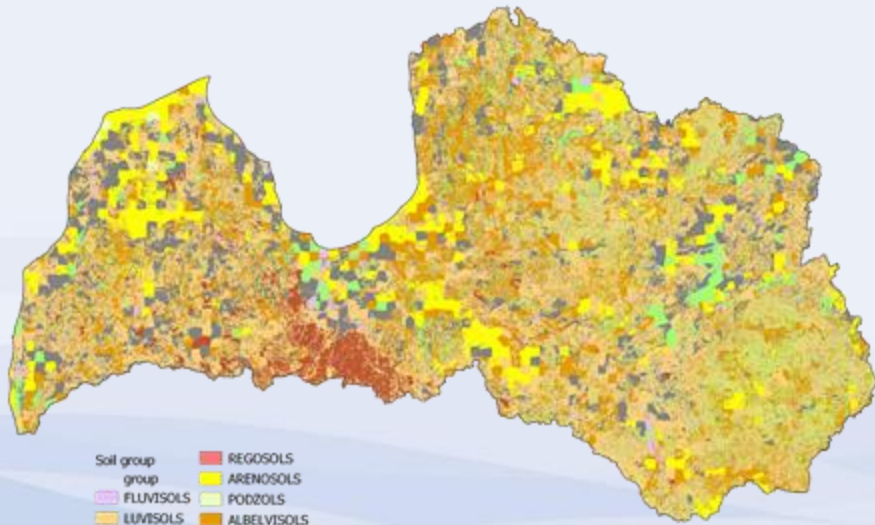 Soil group
group
FLUVISOLS
LUVISOLS
REGOSOLS
ARENOSOLS
PODZOLS
ALBELVISOLS